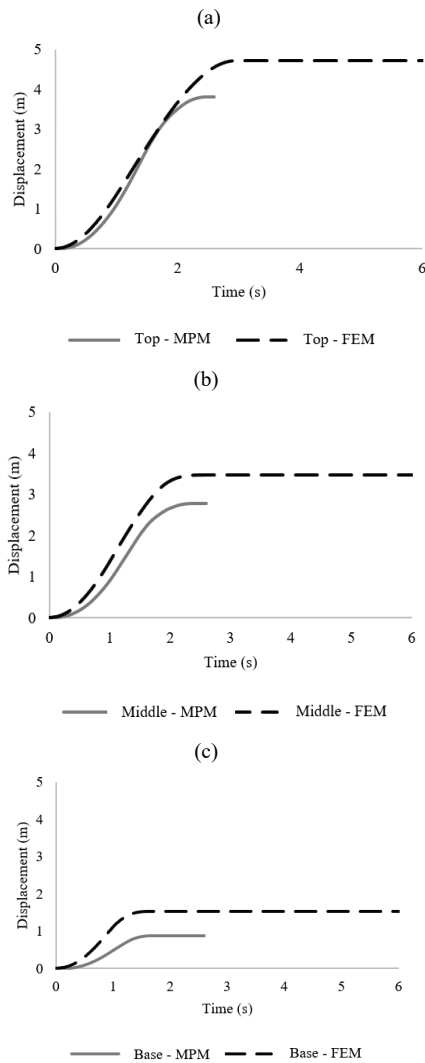 (a)
5
4
3
2
1
0
Displacement (m)
0 2 4 6
Time (s)
Top - MPM Top - FEM
(b)
5
4
3
2
1
0
Displacement (m)
0 1 2 3 4 5 6
Time (s)
Middle - MPM Middle - FEM
(c)
5
4
3
2
1
0
Displacement (m)
0 1 2 3 4 5 6
Time (s)
Base - MPM Base - FEM